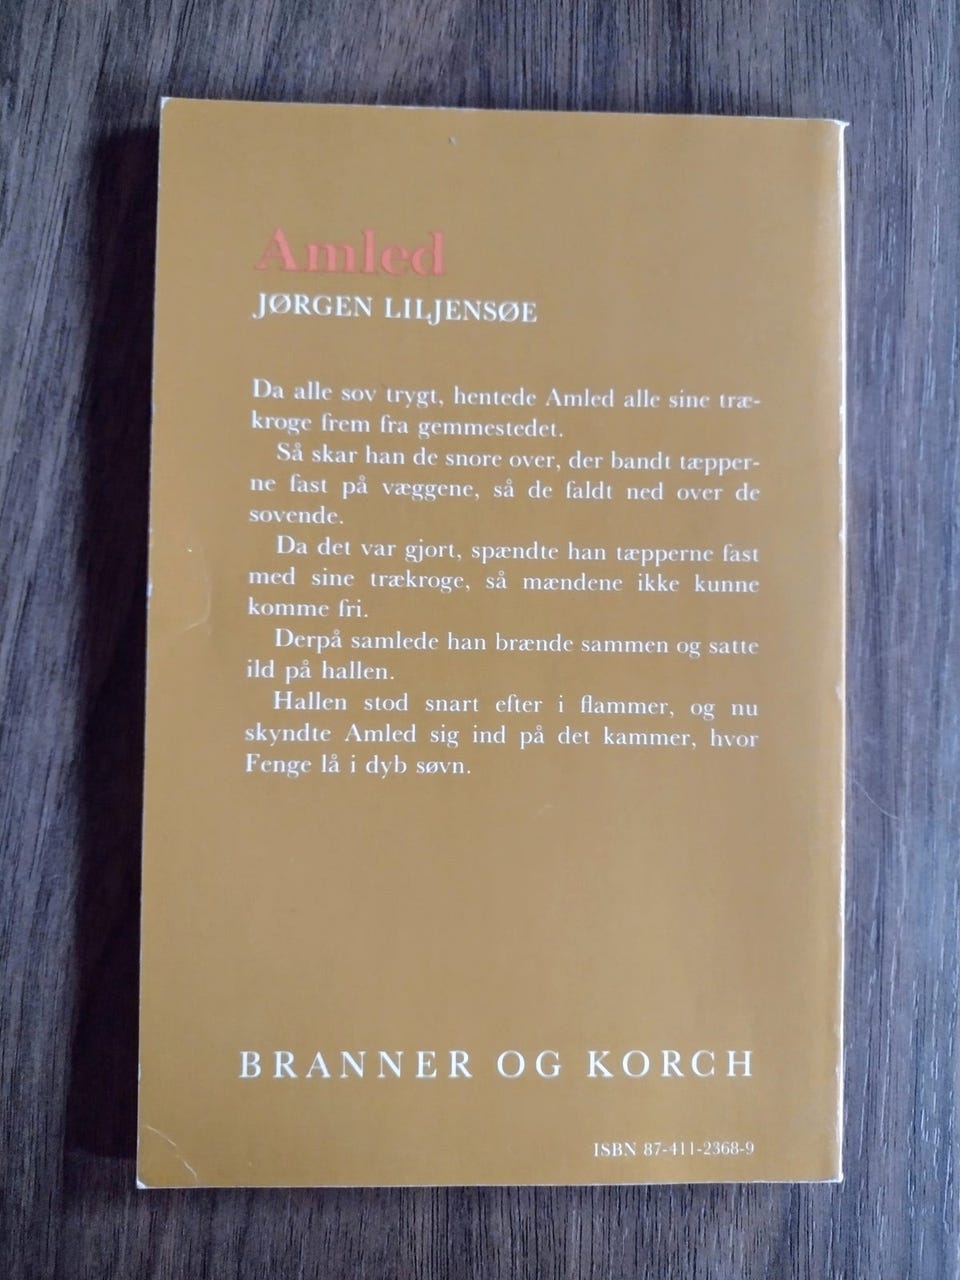 Amled
JØRGEN LILJENSØE
Da alle sov trygt, hentede Amled alle sine træ-
kroge frem fra gemmestedet.
Så skar han de snore over, der bandt tæpper-
ne fast på væggene, så de faldt ned over de
sovende.
Da det var gjort, spændte han tæpperne fast
med sine trækroge, så mændene ikke kunne
komme fri.
Derpå samlede han brænde sammen og satte
ild på hallen.
Hallen stod snart efter i flammer, og nu
skyndte Amled sig ind på det kammer, hvor
Fenge lå i dyb søvn.
BRANNER OG KORCH
ISBN 87-411-2368-9